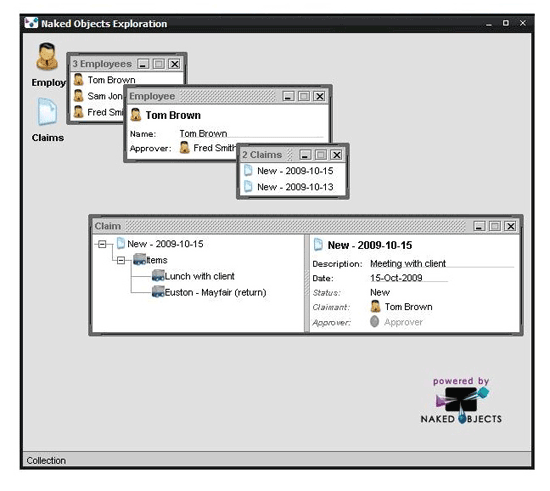 Naked Objects Exploration
3 Employees
Employ
Tom Brown
Sam Jon
Fred Smi
Claims
Employee
Tom Brown
Name: Tom Brown
Approver: Fred Smith
2 Claims
New - 2009-10-15
New - 2009-10-13
Claim
New - 2009-10-15
Items
Lunch with client
Euston - Mayfair (return)
New - 2009-10-15
Description: Meeting with client
Date: 15-Oct-2009
Status: New
Claimant: Tom Brown
Approver: Approver
powered by
NAKED OBJECTS
Collection